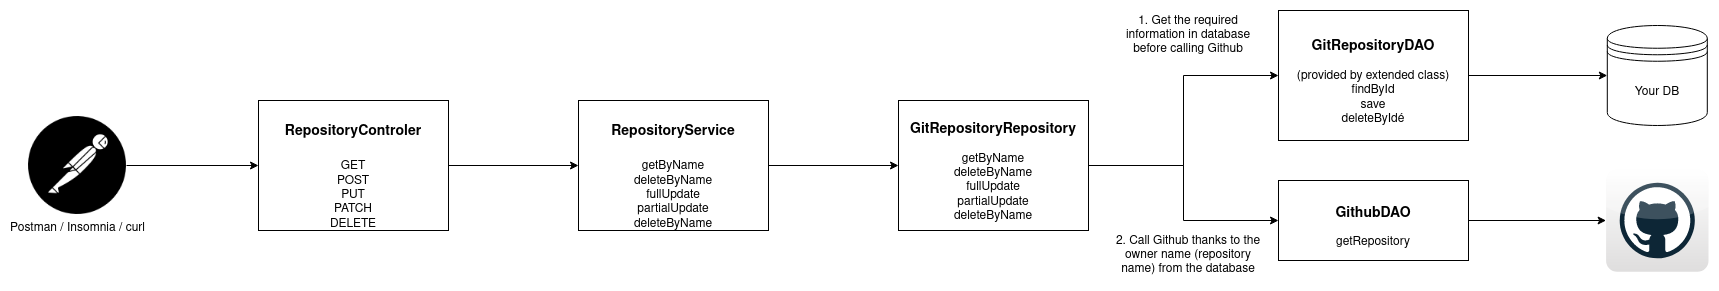 Postman / Insomnia / curl
RepositoryControler
GET
POST
PUT
PATCH
DELETE
RepositoryService
getByName
deleteByName
fullUpdate
partialUpdate
deleteByName
GitRepositoryRepository
getByName
deleteByName
fullUpdate
partialUpdate
deleteByName
1. Get the required
information in database
before calling Github
GitRepositoryDAO
(provided by extended class)
findById
save
deleteByIdé
Your DB
2. Call Github thanks to the
owner name (repository
name) from the database
GithubDAO
getRepository